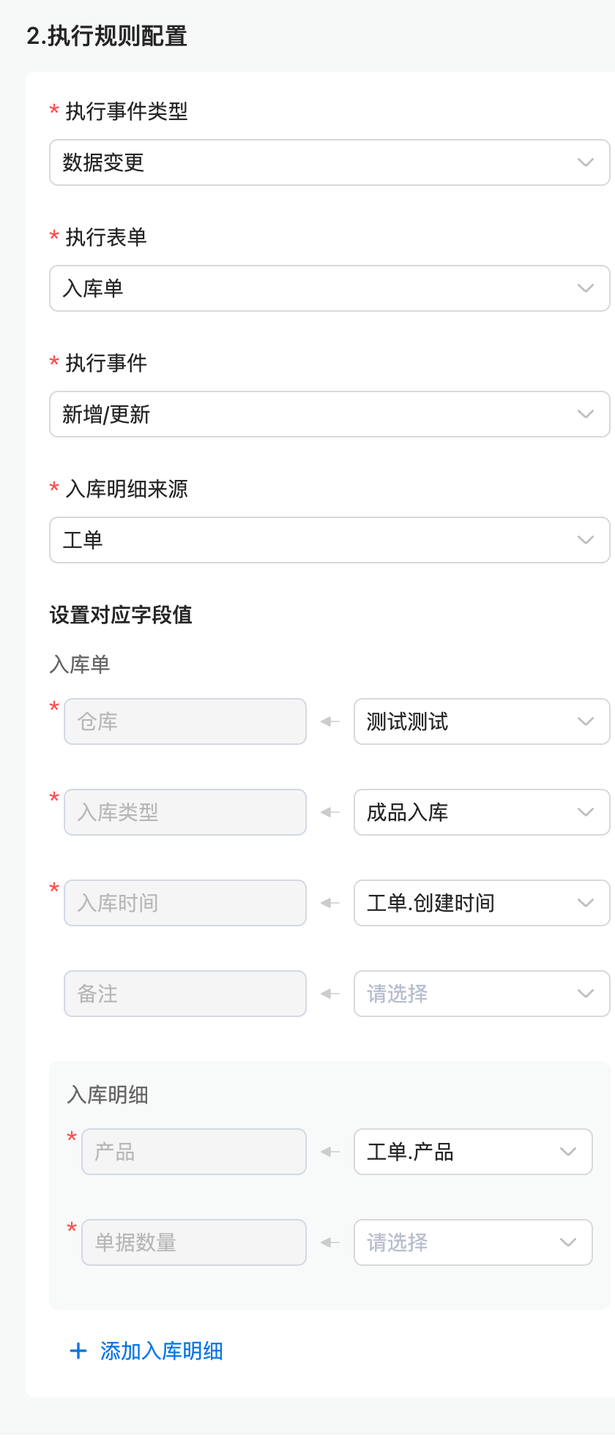 2.执行规则配置
* 执行事件类型
数据变更
* 执行表单
入库单
* 执行事件
新增/更新
* 入库明细来源
工单
设置对应字段值
入库单
* 仓库 测试测试
* 入库类型 成品入库
* 入库时间 工单.创建时间
备注 请选择
入库明细
* 产品 工单.产品
* 单据数量 请选择
+ 添加入库明细